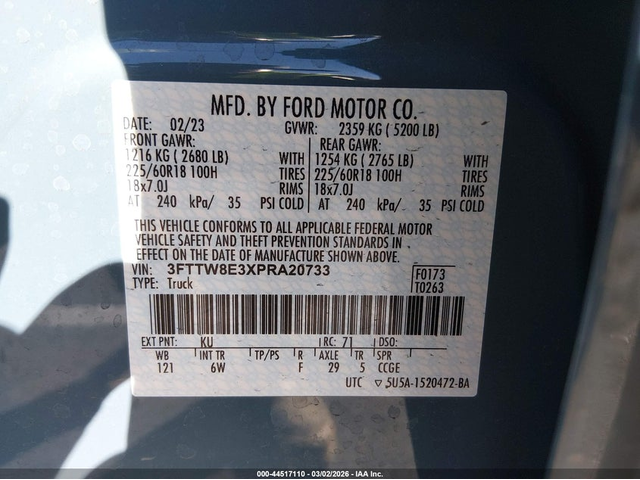 MFD. BY FORD MOTOR CO.
DATE: 02/23 GVWR: 2359 KG ( 5200 LB)
FRONT GAWR: REAR GAWR:
1216 KG ( 2680 LB) WITH 1254 KG ( 2765 LB) WITH
225/60R18 100H TIRES 225/60R18 100H TIRES
18x7.0J RIMS 18x7.0J RIMS
AT 240 kPa/ 35 PSI COLD AT 240 kPa/ 35 PSI COLD
THIS VEHICLE CONFORMS TO ALL APPLICABLE FEDERAL MOTOR
VEHICLE SAFETY AND THEFT PREVENTION STANDARDS IN
EFFECT ON THE DATE OF MANUFACTURE SHOWN ABOVE.
VIN: 3FTTW8E3XPRA20733 F0173
TYPE: Truck T0263
EXT PNT: KU RC: 71 DSO:
WB INT TR TP/PS R AXLE TR SPR
121 6W F 29 5 CCGE
UTC ▽ 5U5A-1520472-BA
000-44517110 - 03/02/2026 - IAA Inc.